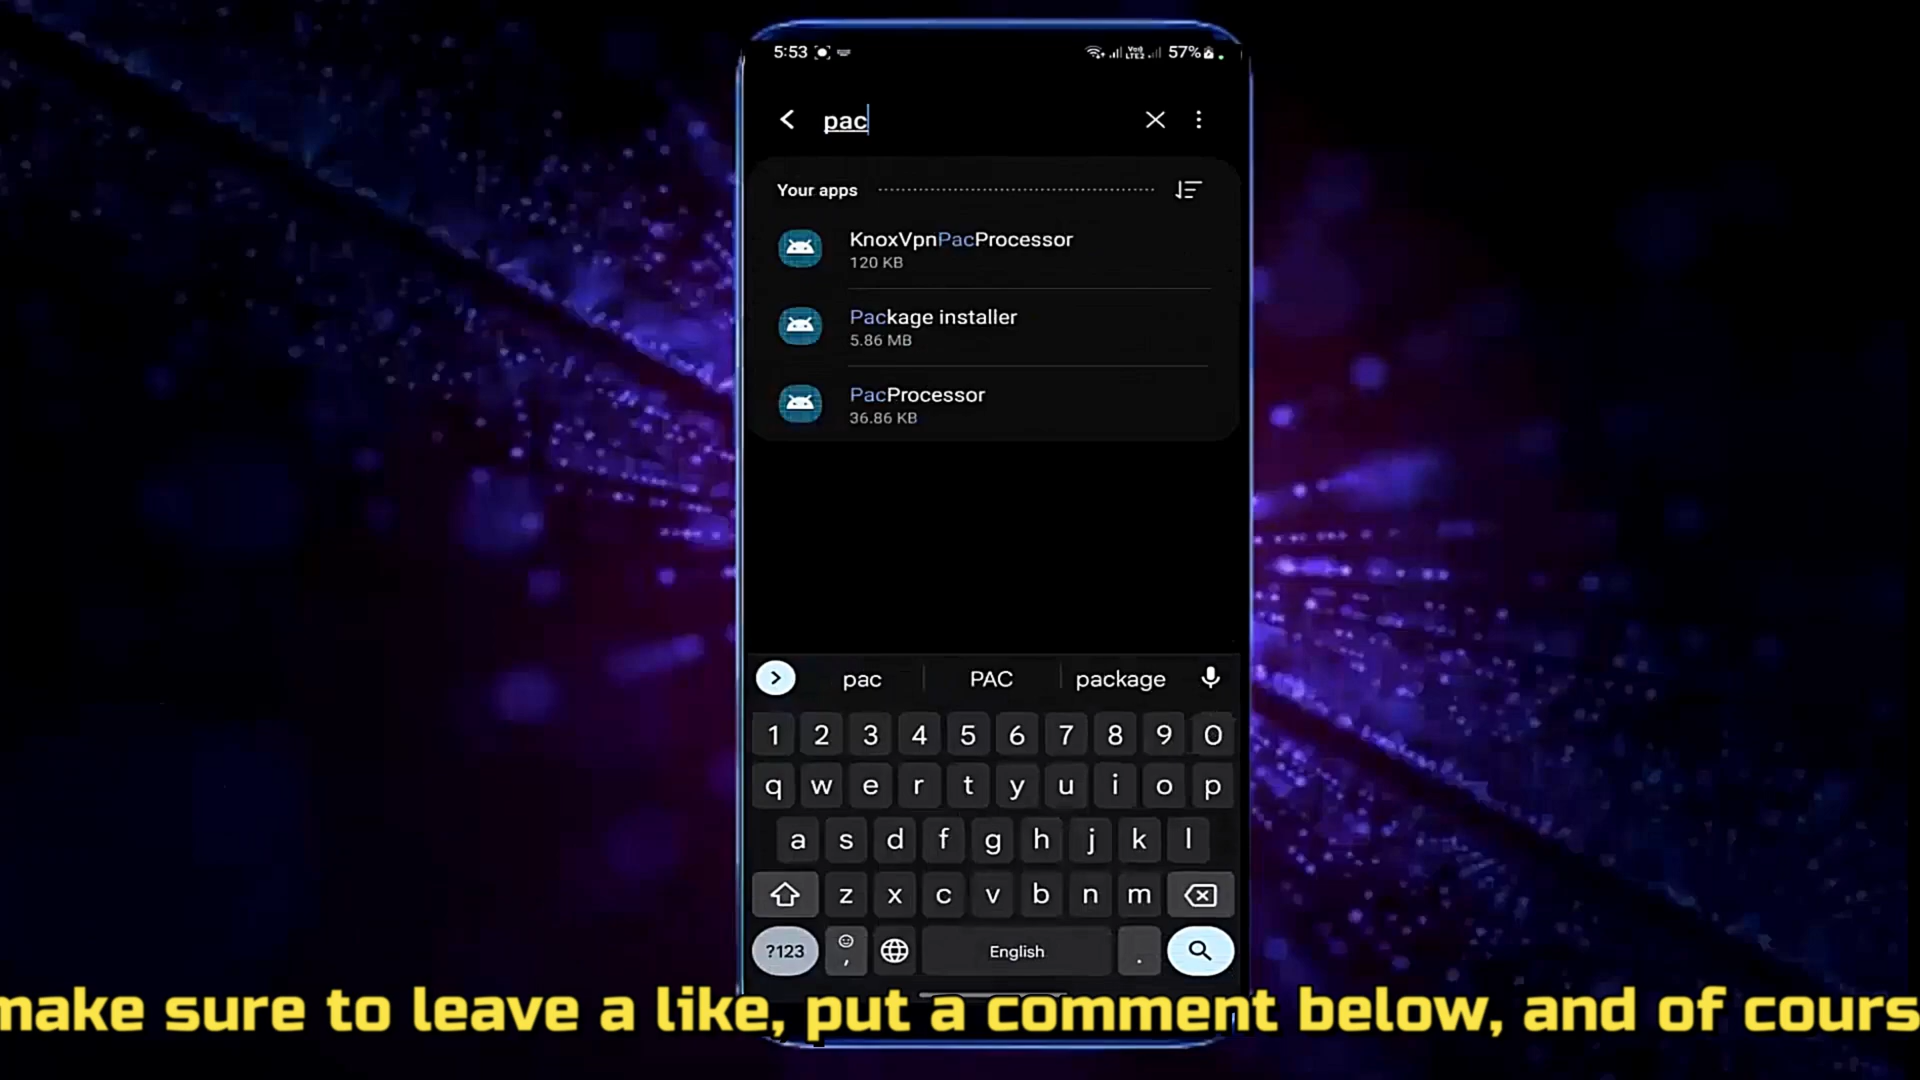 5:53
Vo) LTE2 57%
pac
Your apps
KnoxVpnPacProcessor
120 KB
Package installer
5.86 MB
PacProcessor
36.86 KB
pac PAC package
1 2 3 4 5 6 7 8 9 0
q w e r t y u i o p
a s d f g h j k l
z x c v b n m
?123 , English .
make sure to leave a like, put a comment below, and of cours